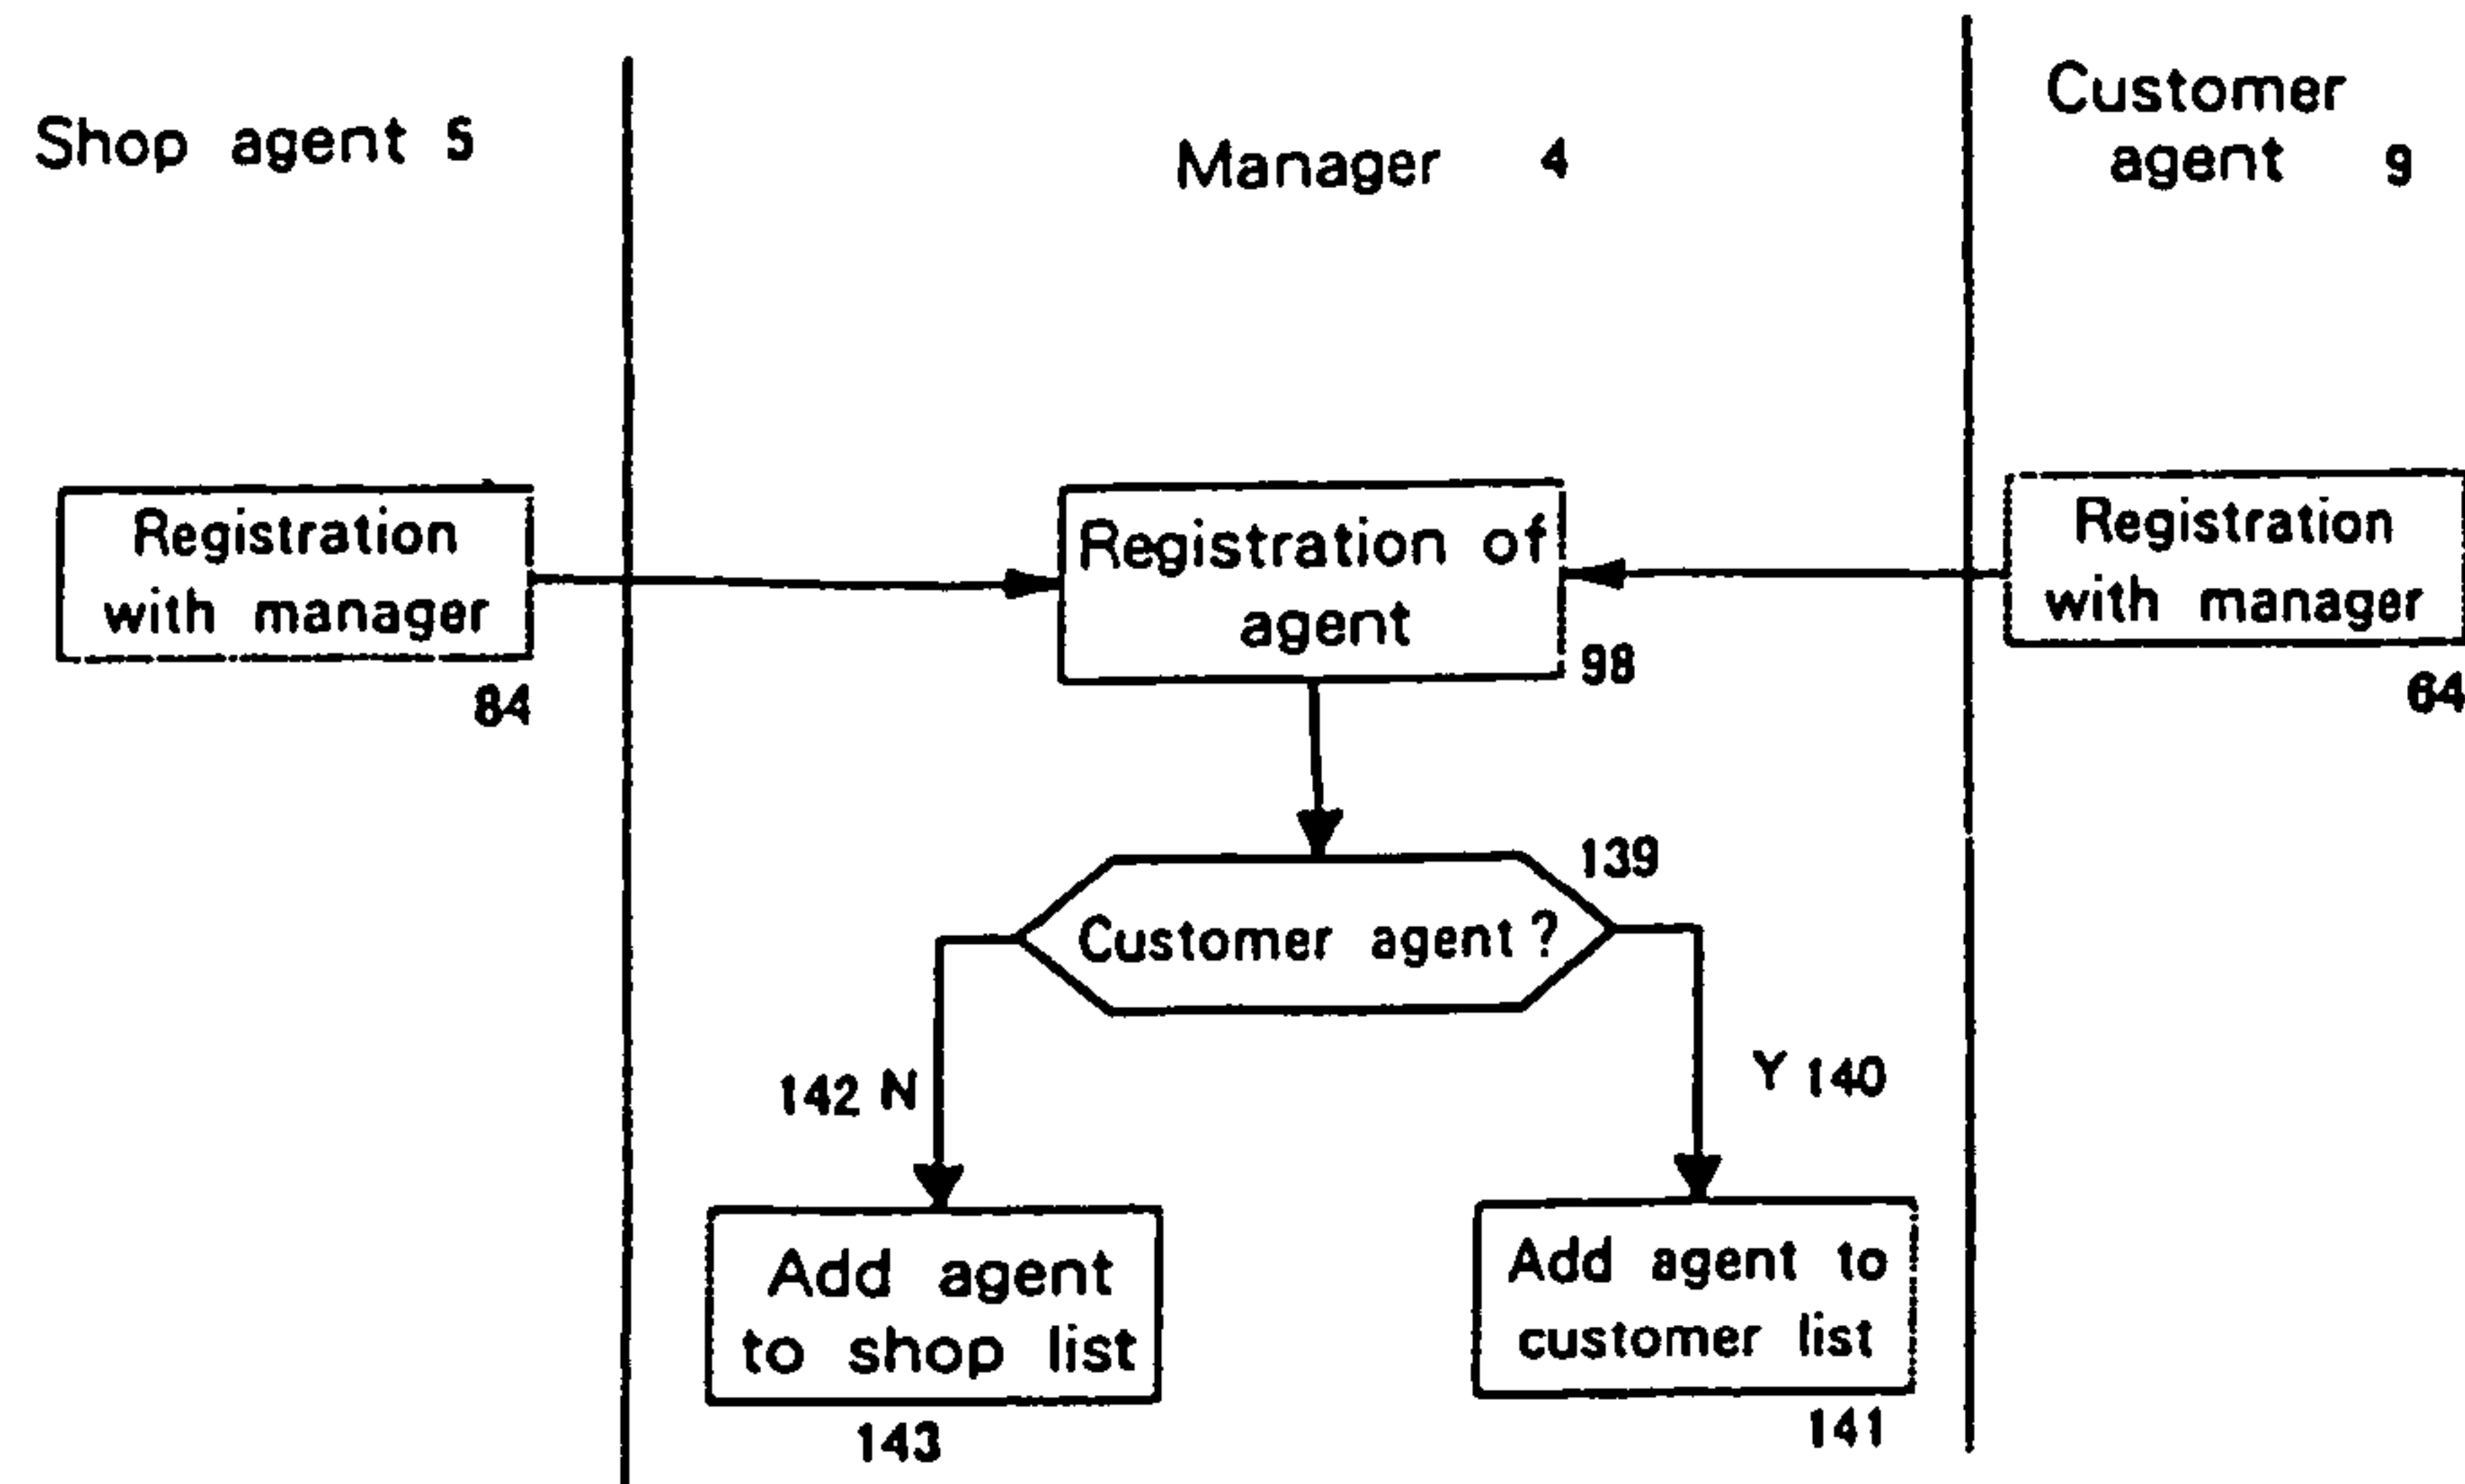 Shop agent 5
Manager 4
Customer
agent 9
Registration
with manager
84
Registration of
agent
98
Registration
with manager
64
139
Customer agent ?
142 N
Y 140
Add agent
to shop list
143
Add agent to
customer list
141